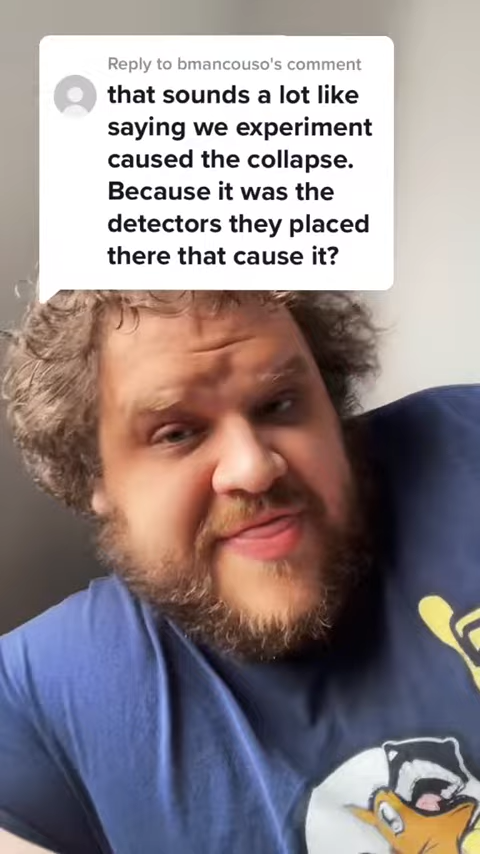 Reply to bmancouso's comment
that sounds a lot like
saying we experiment
caused the collapse.
Because it was the
detectors they placed
there that cause it?